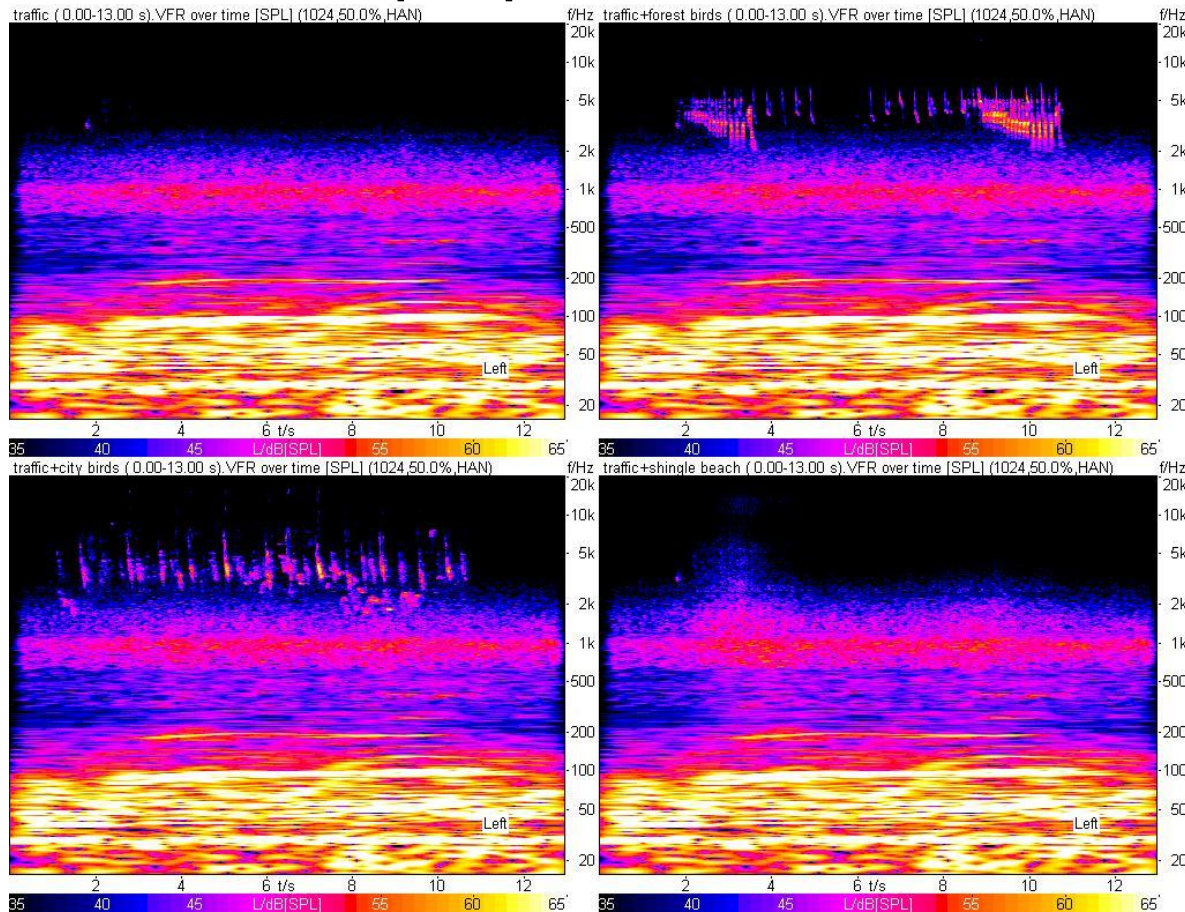 traffic ( 0.00-13.00 s).VFR over time [SPL] (1024,50.0%,HAN) f/Hz
20k
10k
5k
2k
1k
500
200
100
50
20
Left
2 4 6 t/s 8 10 12
35 40 45 L/dB[SPL] 55 60 65
traffic+forest birds ( 0.00-13.00 s).VFR over time [SPL] (1024,50.0%,HAN) f/Hz
20k
10k
5k
2k
1k
500
200
100
50
20
Left
2 4 6 t/s 8 10 12
35 40 45 L/dB[SPL] 55 60 65
traffic+city birds ( 0.00-13.00 s).VFR over time [SPL] (1024,50.0%,HAN) f/Hz
20k
10k
5k
2k
1k
500
200
100
50
20
Left
2 4 6 t/s 8 10 12
35 40 45 L/dB[SPL] 55 60 65
traffic+shingle beach ( 0.00-13.00 s).VFR over time [SPL] (1024,50.0%,HAN) f/Hz
20k
10k
5k
2k
1k
500
200
100
50
20
Left
2 4 6 t/s 8 10 12
35 40 45 L/dB[SPL] 55 60 65